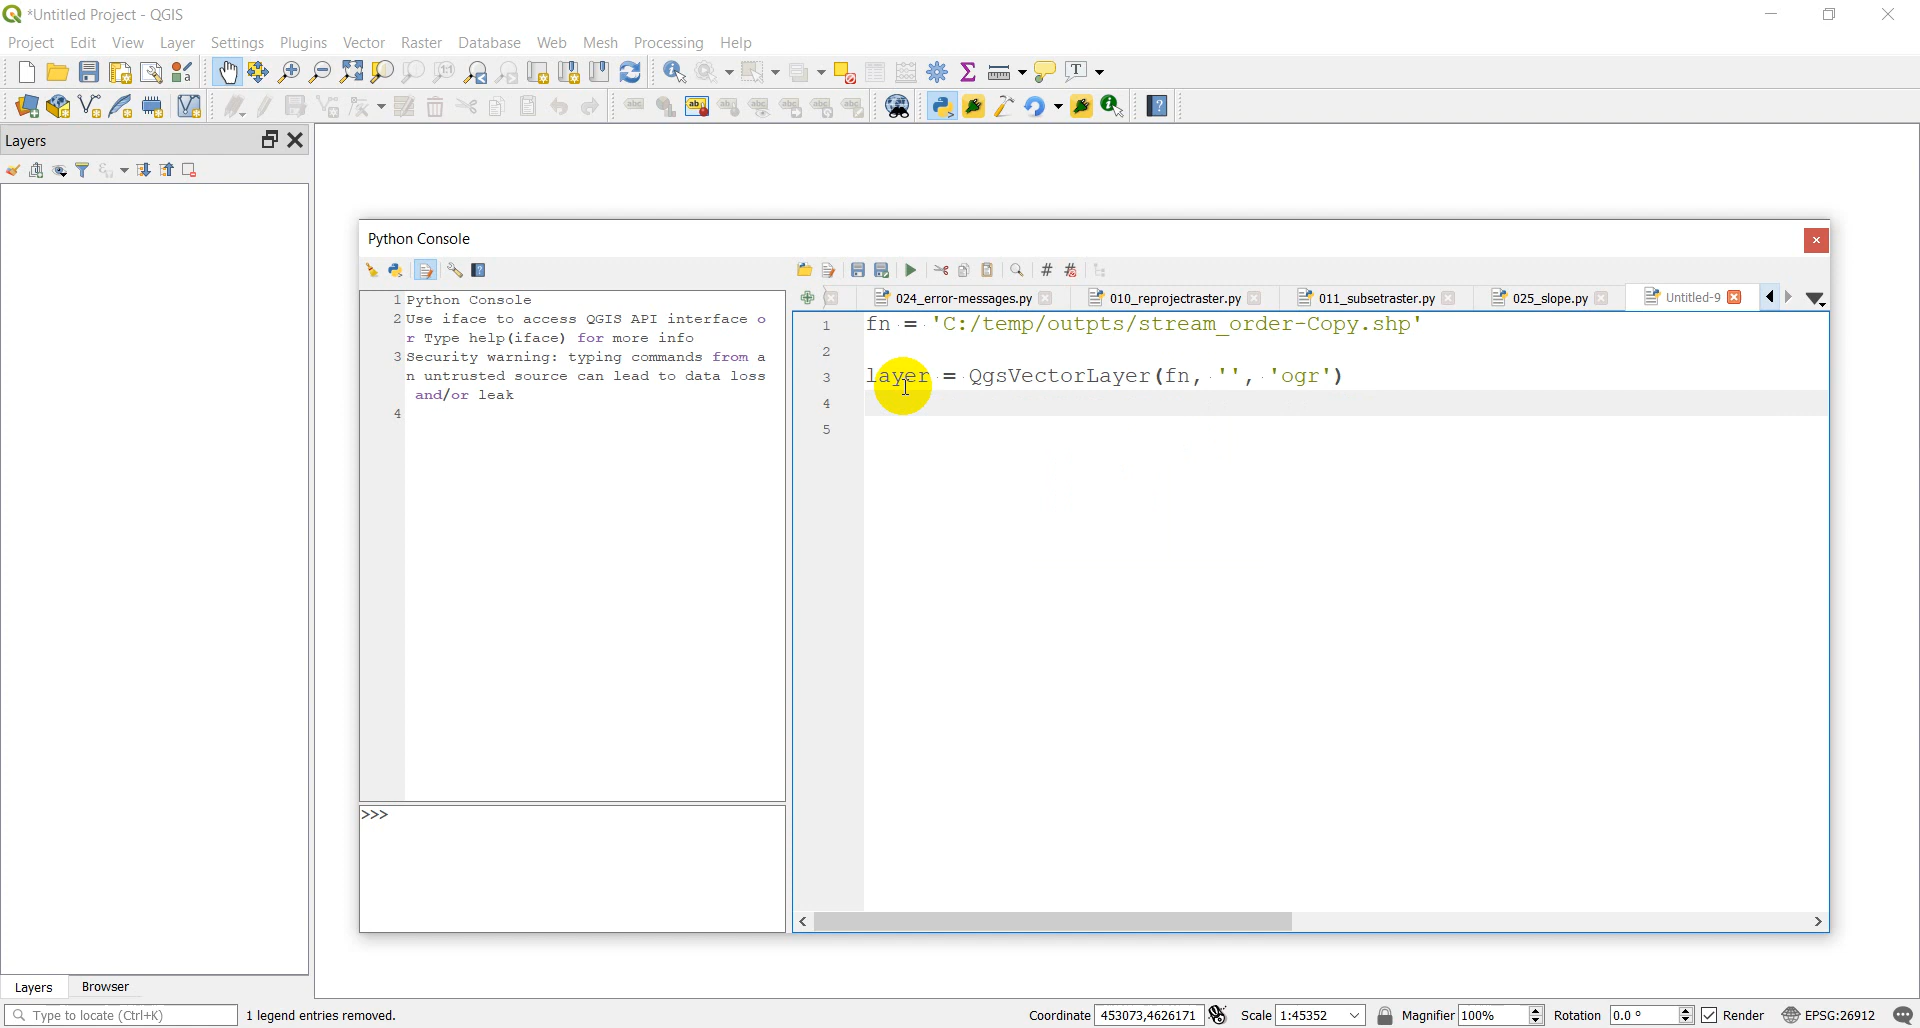 *Untitled Project - QGIS
Project Edit View Layer Settings Plugins Vector Raster Database Web Mesh Processing Help
Layers
Python Console
024_error-messages.py 010_reprojectraster.py 011_subsetraster.py 025_slope.py Untitled-9
1 Python Console
2 Use iface to access QGIS API interface o
r Type help(iface) for more info
3 Security warning: typing commands from a
n untrusted source can lead to data loss
and/or leak
4
>>>
1 fn = 'C:/temp/outpts/stream_order-Copy.shp'
2
3 layer = QgsVectorLayer(fn, '', 'ogr')
4
5
Layers Browser
Type to locate (Ctrl+K) 1 legend entries removed. Coordinate 453073,4626171 Scale 1:45352 Magnifier 100% Rotation 0.0 ° Render EPSG:26912